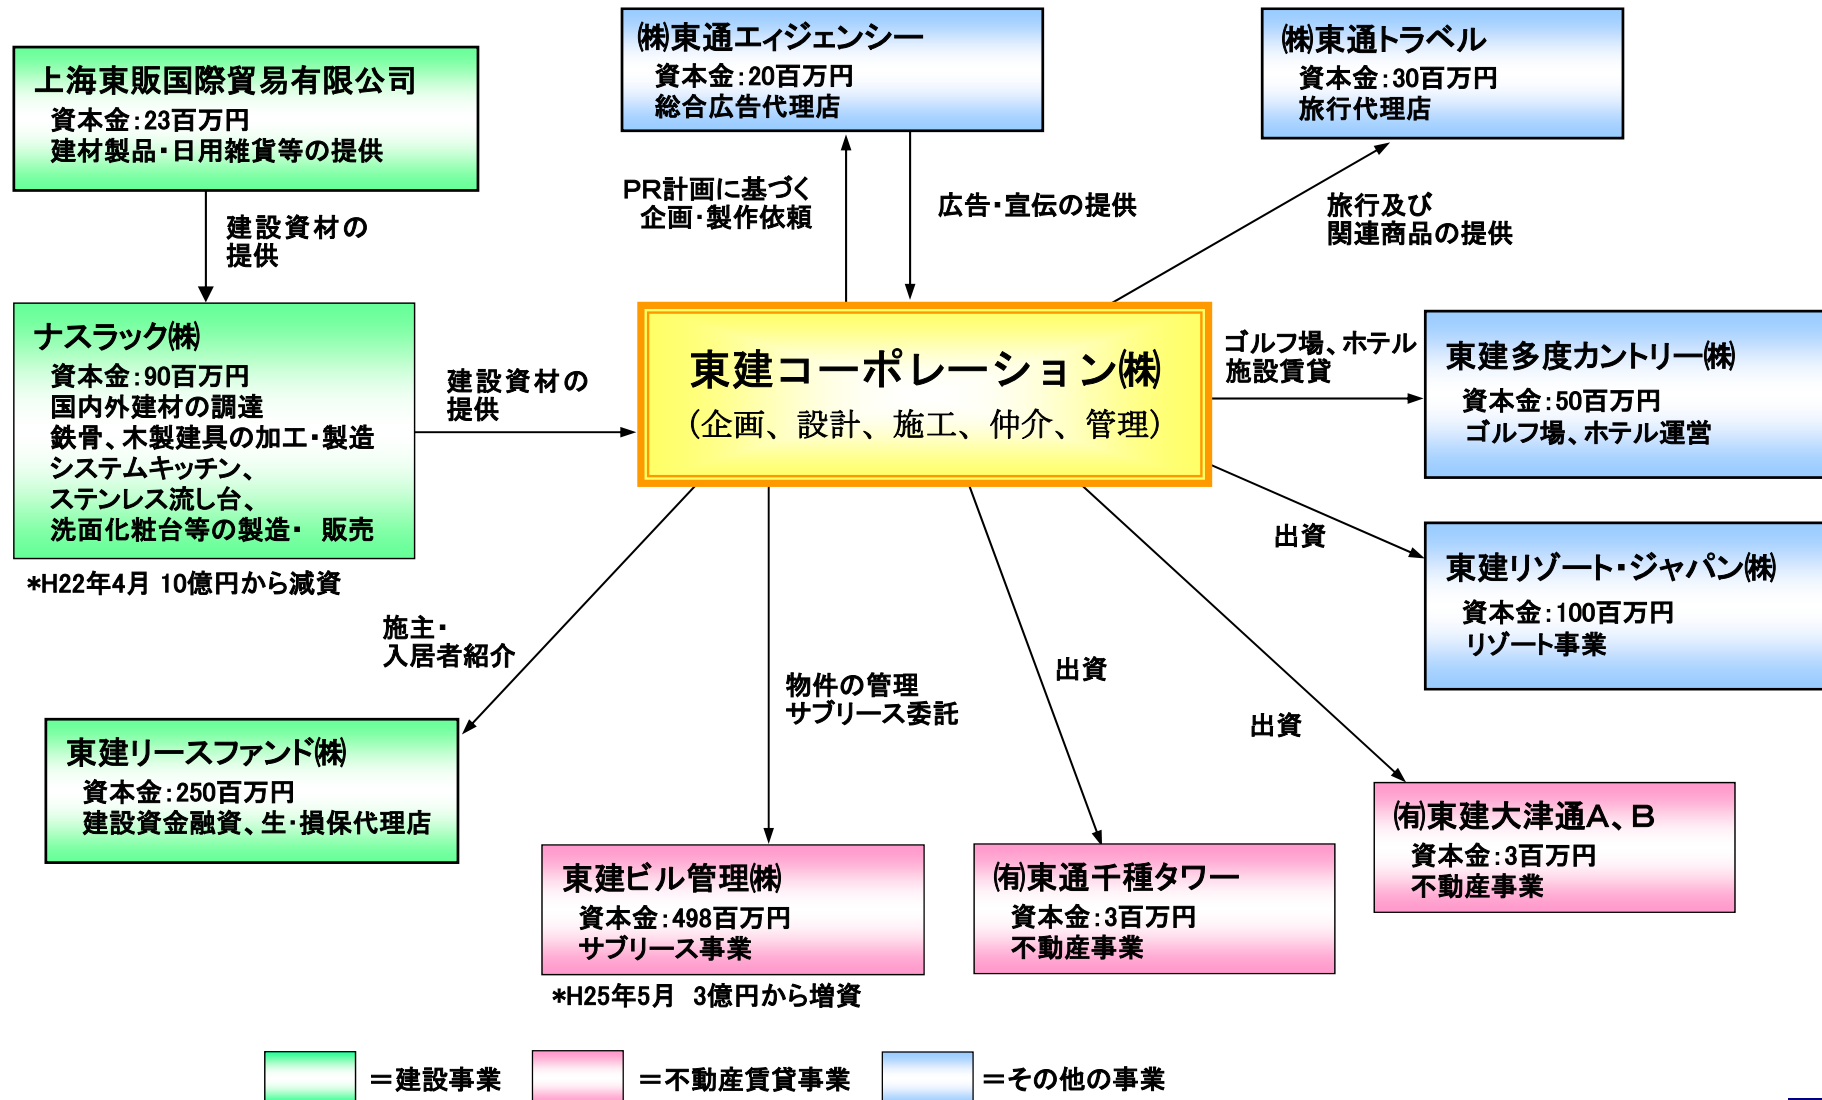 上海東販国際貿易有限公司
資本金：23百万円
建材製品・日用雑貨等の提供
㈱東通エィジェンシー
資本金：20百万円
総合広告代理店
㈱東通トラベル
資本金：30百万円
旅行代理店
建設資材の
提供
PR計画に基づく
企画・製作依頼
広告・宣伝の提供
旅行及び
関連商品の提供
ナスラック㈱
資本金：90百万円
国内外建材の調達
鉄骨、木製建具の加工・製造
システムキッチン、
ステンレス流し台、
洗面化粧台等の製造・ 販売
*H22年4月 10億円から減資
建設資材の
提供
東建コーポレーション㈱
(企画、設計、施工、仲介、管理)
ゴルフ場、ホテル
施設賃貸
東建多度カントリー㈱
資本金：50百万円
ゴルフ場、ホテル運営
出資
東建リゾート・ジャパン㈱
資本金：100百万円
リゾート事業
施主・
入居者紹介
物件の管理
サブリース委託
出資
出資
東建リースファンド㈱
資本金：250百万円
建設資金融資、生・損保代理店
東建ビル管理㈱
資本金：498百万円
サブリース事業
*H25年5月 3億円から増資
㈲東通千種タワー
資本金：3百万円
不動産事業
㈲東建大津通A、B
資本金：3百万円
不動産事業
＝建設事業
＝不動産賃貸事業
＝その他の事業